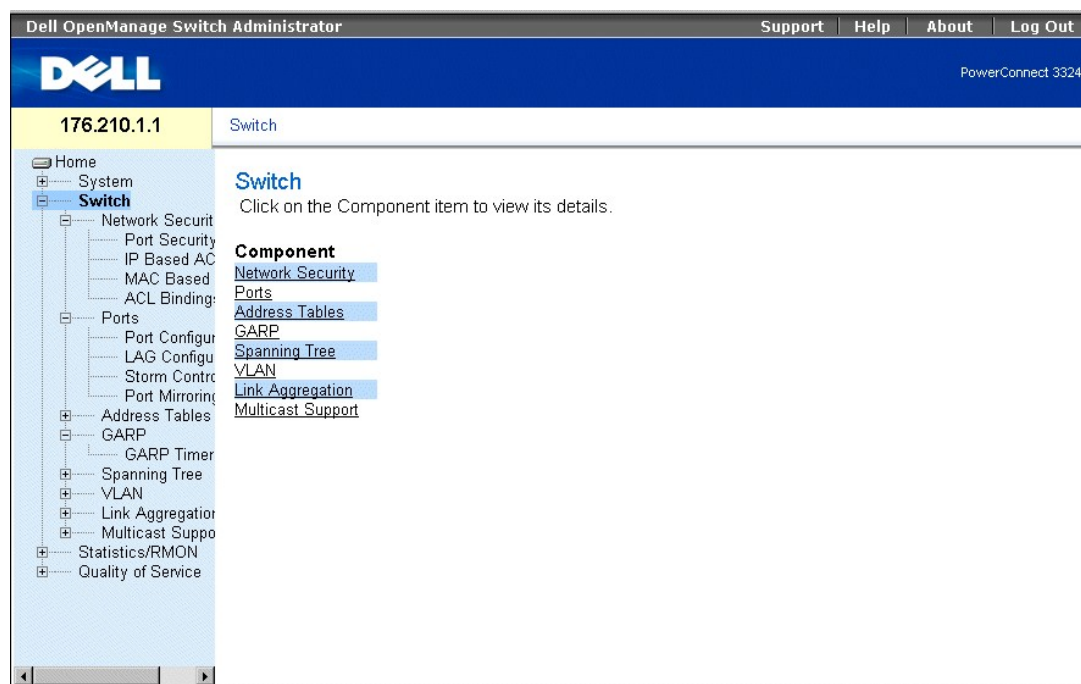 Dell OpenManage Switch Administrator Support Help About Log Out
DELL
PowerConnect 3324
176.210.1.1
Switch
Home
System
Switch
Network Securit
Port Security
IP Based AC
MAC Based
ACL Binding
Ports
Port Configur
LAG Configu
Storm Contro
Port Mirroring
Address Tables
GARP
GARP Timer
Spanning Tree
VLAN
Link Aggregation
Multicast Suppo
Statistics/RMON
Quality of Service
Switch
Click on the Component item to view its details.
Component
Network Security
Ports
Address Tables
GARP
Spanning Tree
VLAN
Link Aggregation
Multicast Support